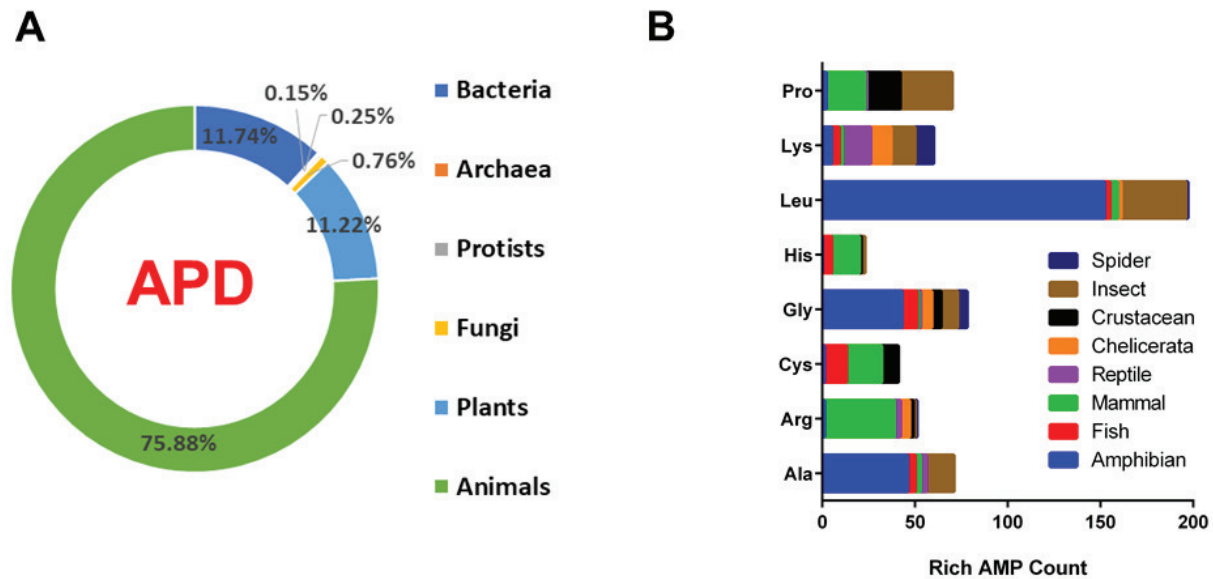 A
0.15%
0.25%
0.76%
11.74%
11.22%
APD
75.88%
Bacteria
Archaea
Protists
Fungi
Plants
Animals
B
Pro
Lys
Leu
His
Gly
Cys
Arg
Ala
Spider
Insect
Crustacean
Chelicerata
Reptile
Mammal
Fish
Amphibian
0 50 100 150 200
Rich AMP Count